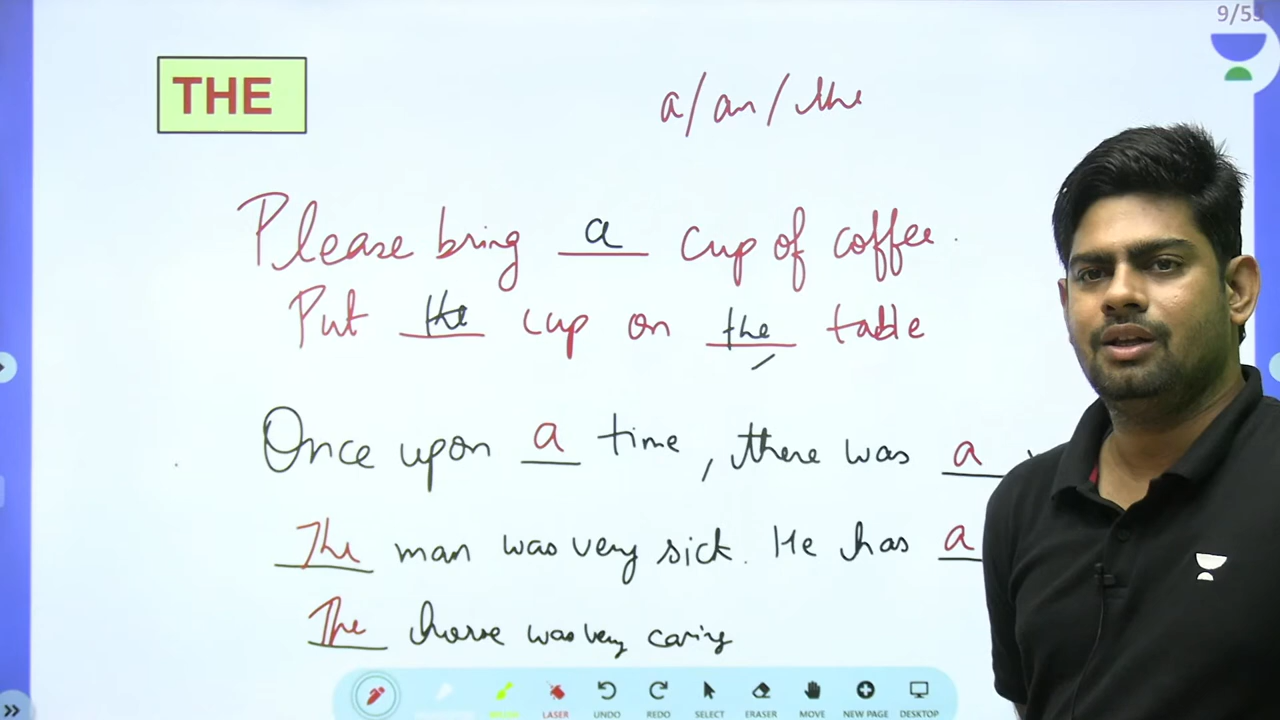 9/53
THE
a/an/the
Please bring a cup of coffee.
Put the cup on the table
Once upon a time, there was a
The man was very sick. He has a
The horse was very caring
LASER UNDO REDO SELECT ERASER MOVE NEW PAGE DESKTOP